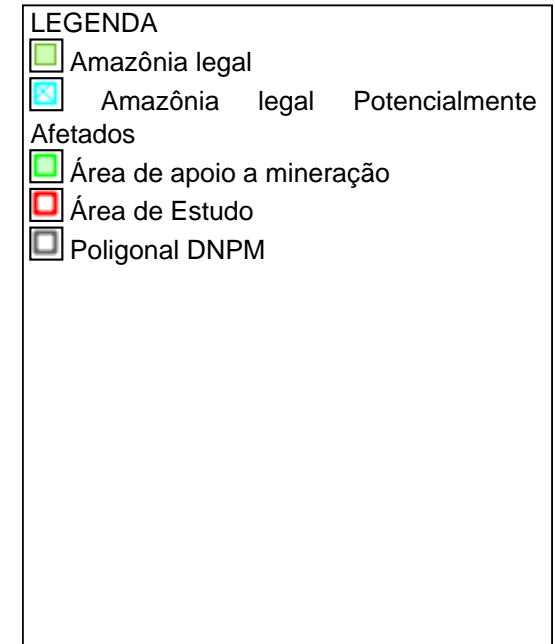 LEGENDA
Amazônia legal
Amazônia legal Potencialmente
Afetados
Área de apoio a mineração
Área de Estudo
Poligonal DNPM